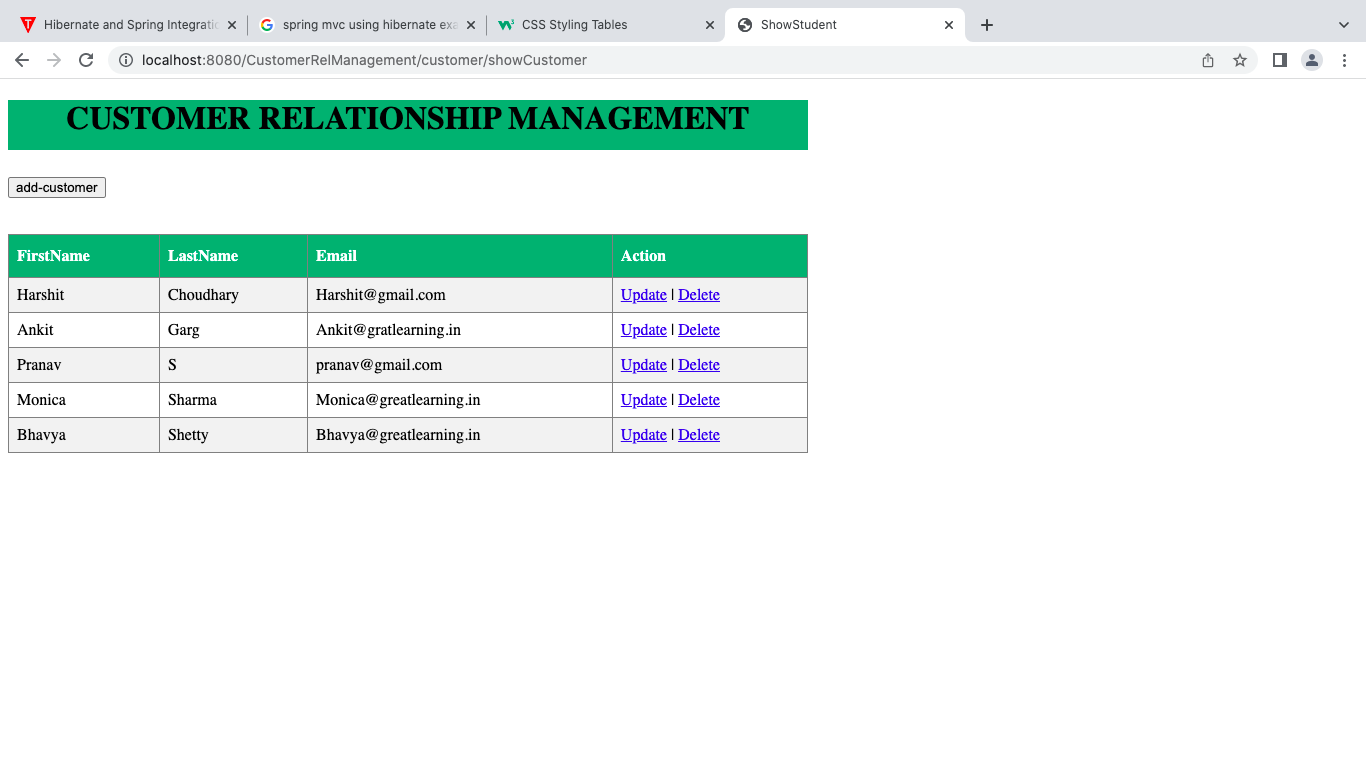 Hibernate and Spring Integratic spring mvc using hibernate exa CSS Styling Tables ShowStudent
localhost:8080/CustomerRelManagement/customer/showCustomer
CUSTOMER RELATIONSHIP MANAGEMENT
add-customer
FirstName LastName Email Action
Harshit Choudhary Harshit@gmail.com Update | Delete
Ankit Garg Ankit@gratlearning.in Update | Delete
Pranav S pranav@gmail.com Update | Delete
Monica Sharma Monica@greatlearning.in Update | Delete
Bhavya Shetty Bhavya@greatlearning.in Update | Delete